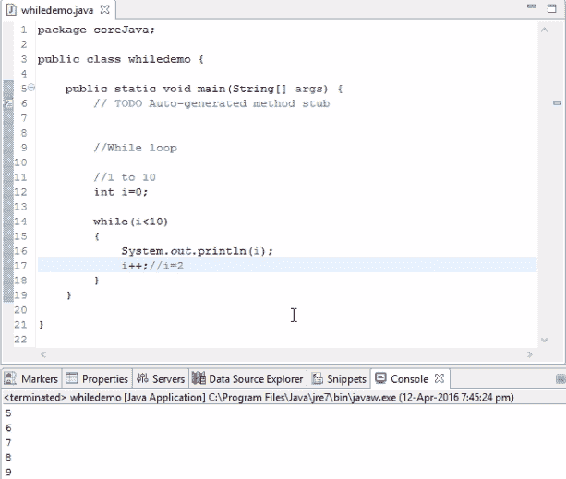 whiledemo.java
1 package coreJava;
2
3 public class whiledemo {
4
5 public static void main(String[] args) {
6 // TODO Auto-generated method stub
7
8
9 //While loop
10
11 //1 to 10
12 int i=0;
13
14 while(i<10)
15 {
16 System.out.println(i);
17 i++;//i=2
18 }
19 }
20
21 }
22
Markers Properties Servers Data Source Explorer Snippets Console
<terminated> whiledemo [Java Application] C:\Program Files\Java\jre7\bin\javaw.exe (12-Apr-2016 7:45:24 pm)
5
6
7
8
9